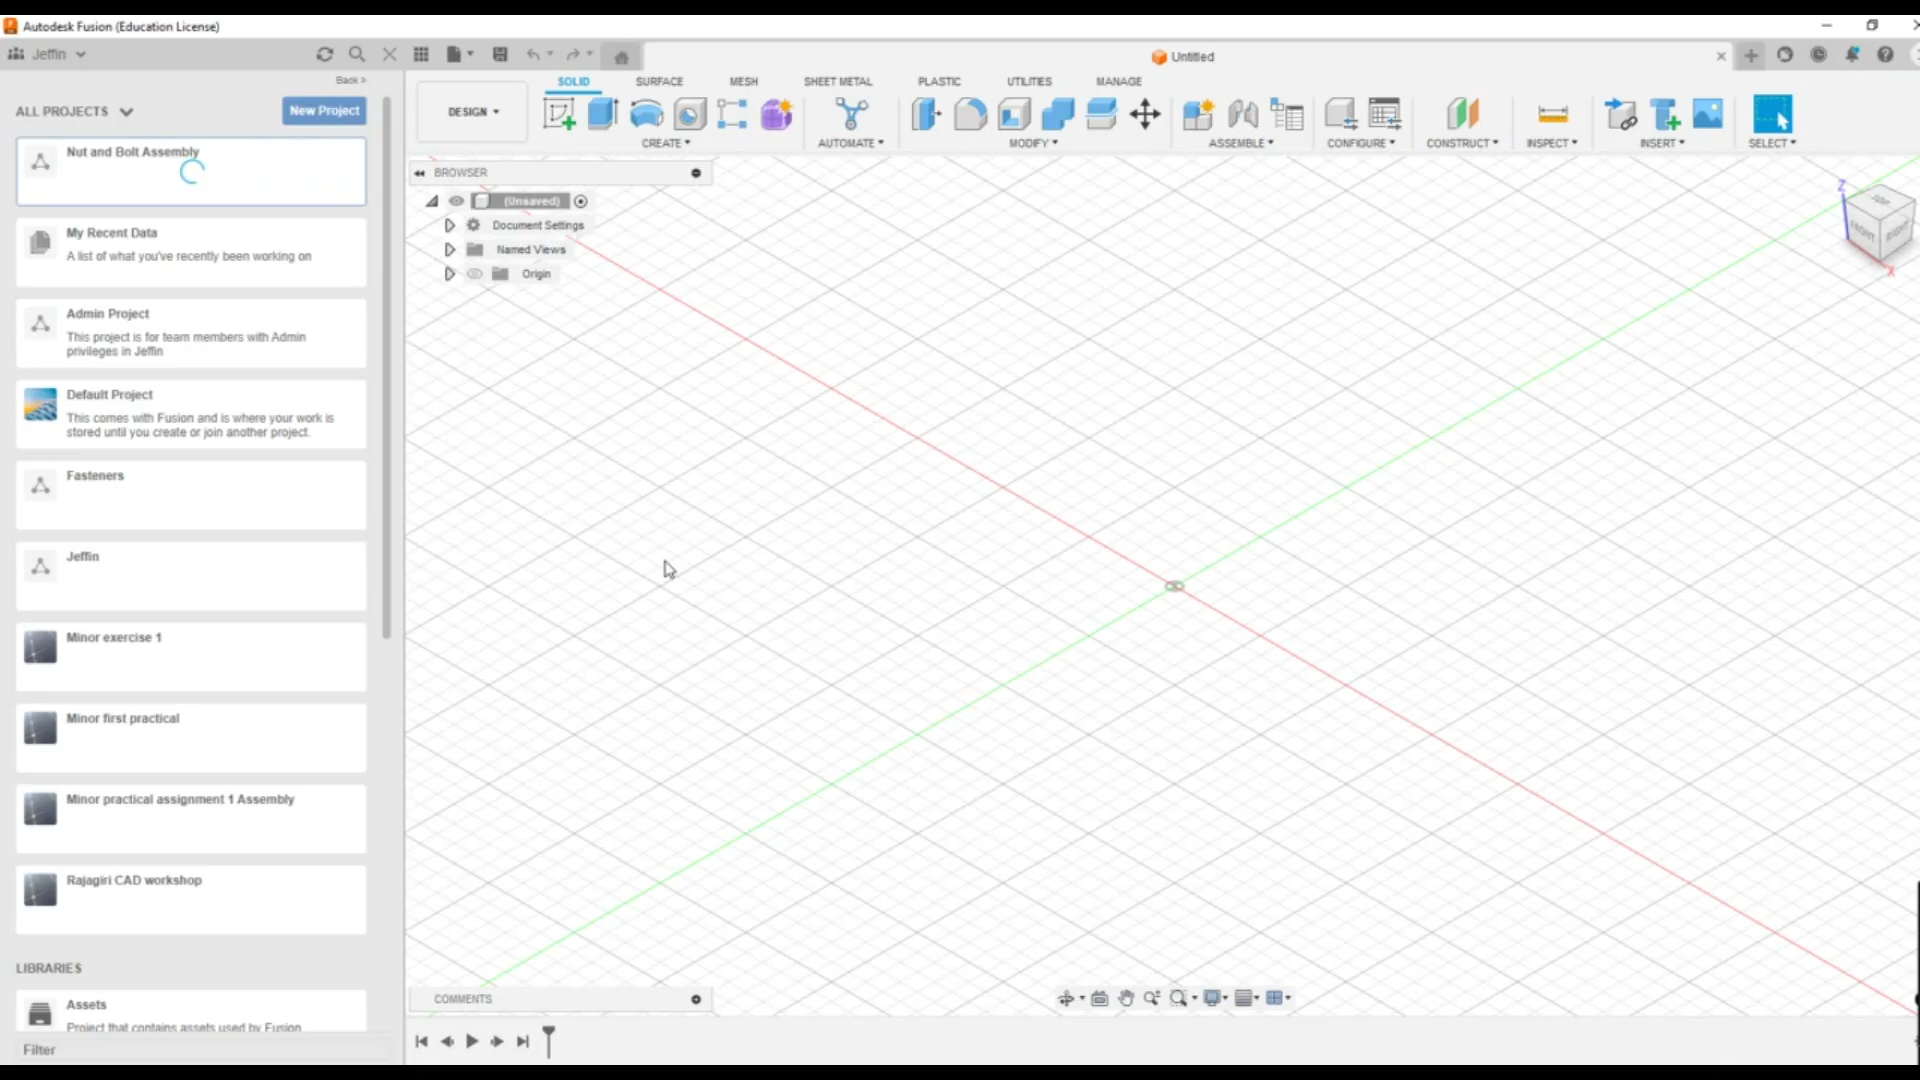 Autodesk Fusion (Education License)
Jeffin
Untitled
Back >
ALL PROJECTS
New Project
Nut and Bolt Assembly
My Recent Data
A list of what you've recently been working on
Admin Project
This project is for team members with Admin
privileges in Jeffin
Default Project
This comes with Fusion and is where your work is
stored until you create or join another project.
Fasteners
Jeffin
Minor exercise 1
Minor first practical
Minor practical assignment 1 Assembly
Rajagiri CAD workshop
LIBRARIES
Assets
Project that contains assets used by Fusion
Filter
DESIGN
SOLID SURFACE MESH SHEET METAL PLASTIC UTILITIES MANAGE
CREATE AUTOMATE MODIFY ASSEMBLE CONFIGURE CONSTRUCT INSPECT INSERT SELECT
BROWSER
(Unsaved)
Document Settings
Named Views
Origin
Z
TOP
FRONT RIGHT
X
COMMENTS